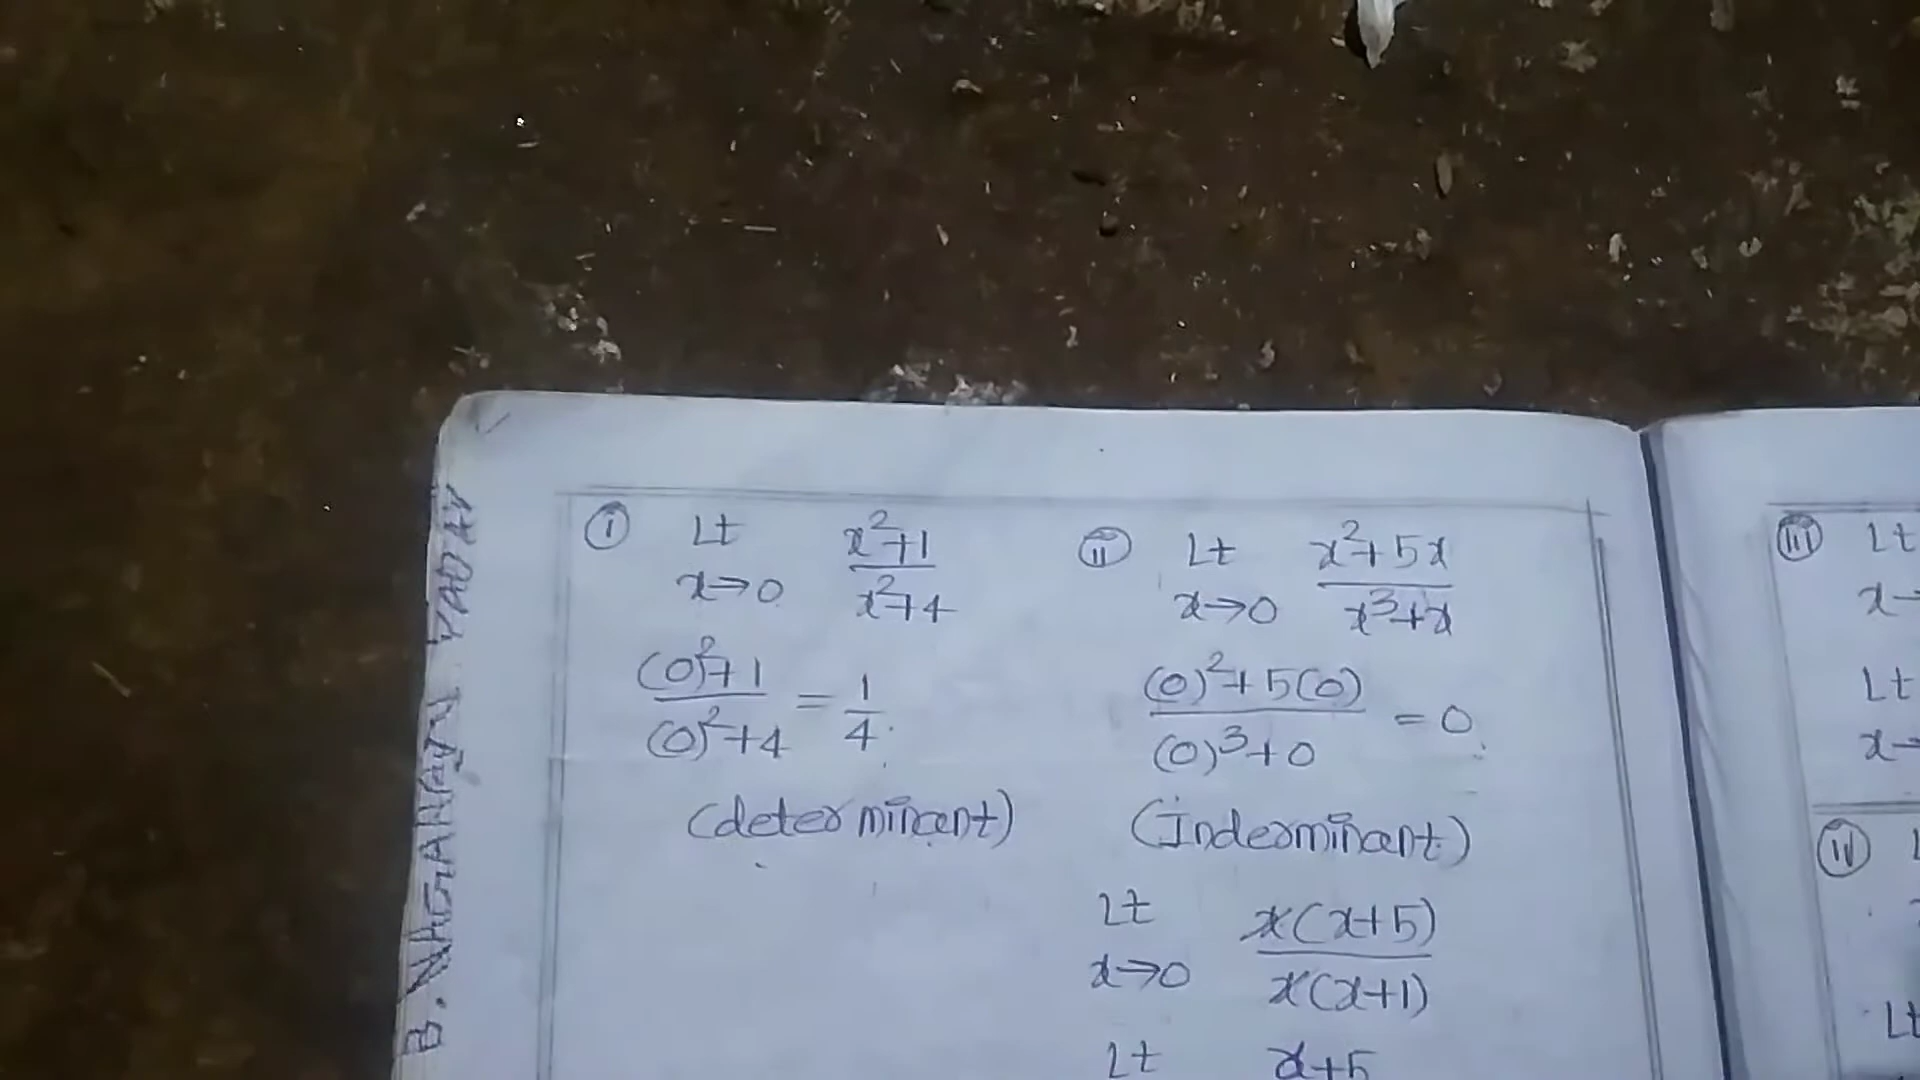 B. NAGANJAN YADAV
(i) Lt x→0 x²+1 / x²+4
(0)²+1 / (0)²+4 = 1/4.
(determinant)
(ii) Lt x→0 x²+5x / x³+x
(0)²+5(0) / (0)³+0 = 0
(Indeominant)
Lt x→0 x(x+5) / x(x+1)
Lt x+5
(iii) Lt
x→
Lt
x→
(iv)
Lt